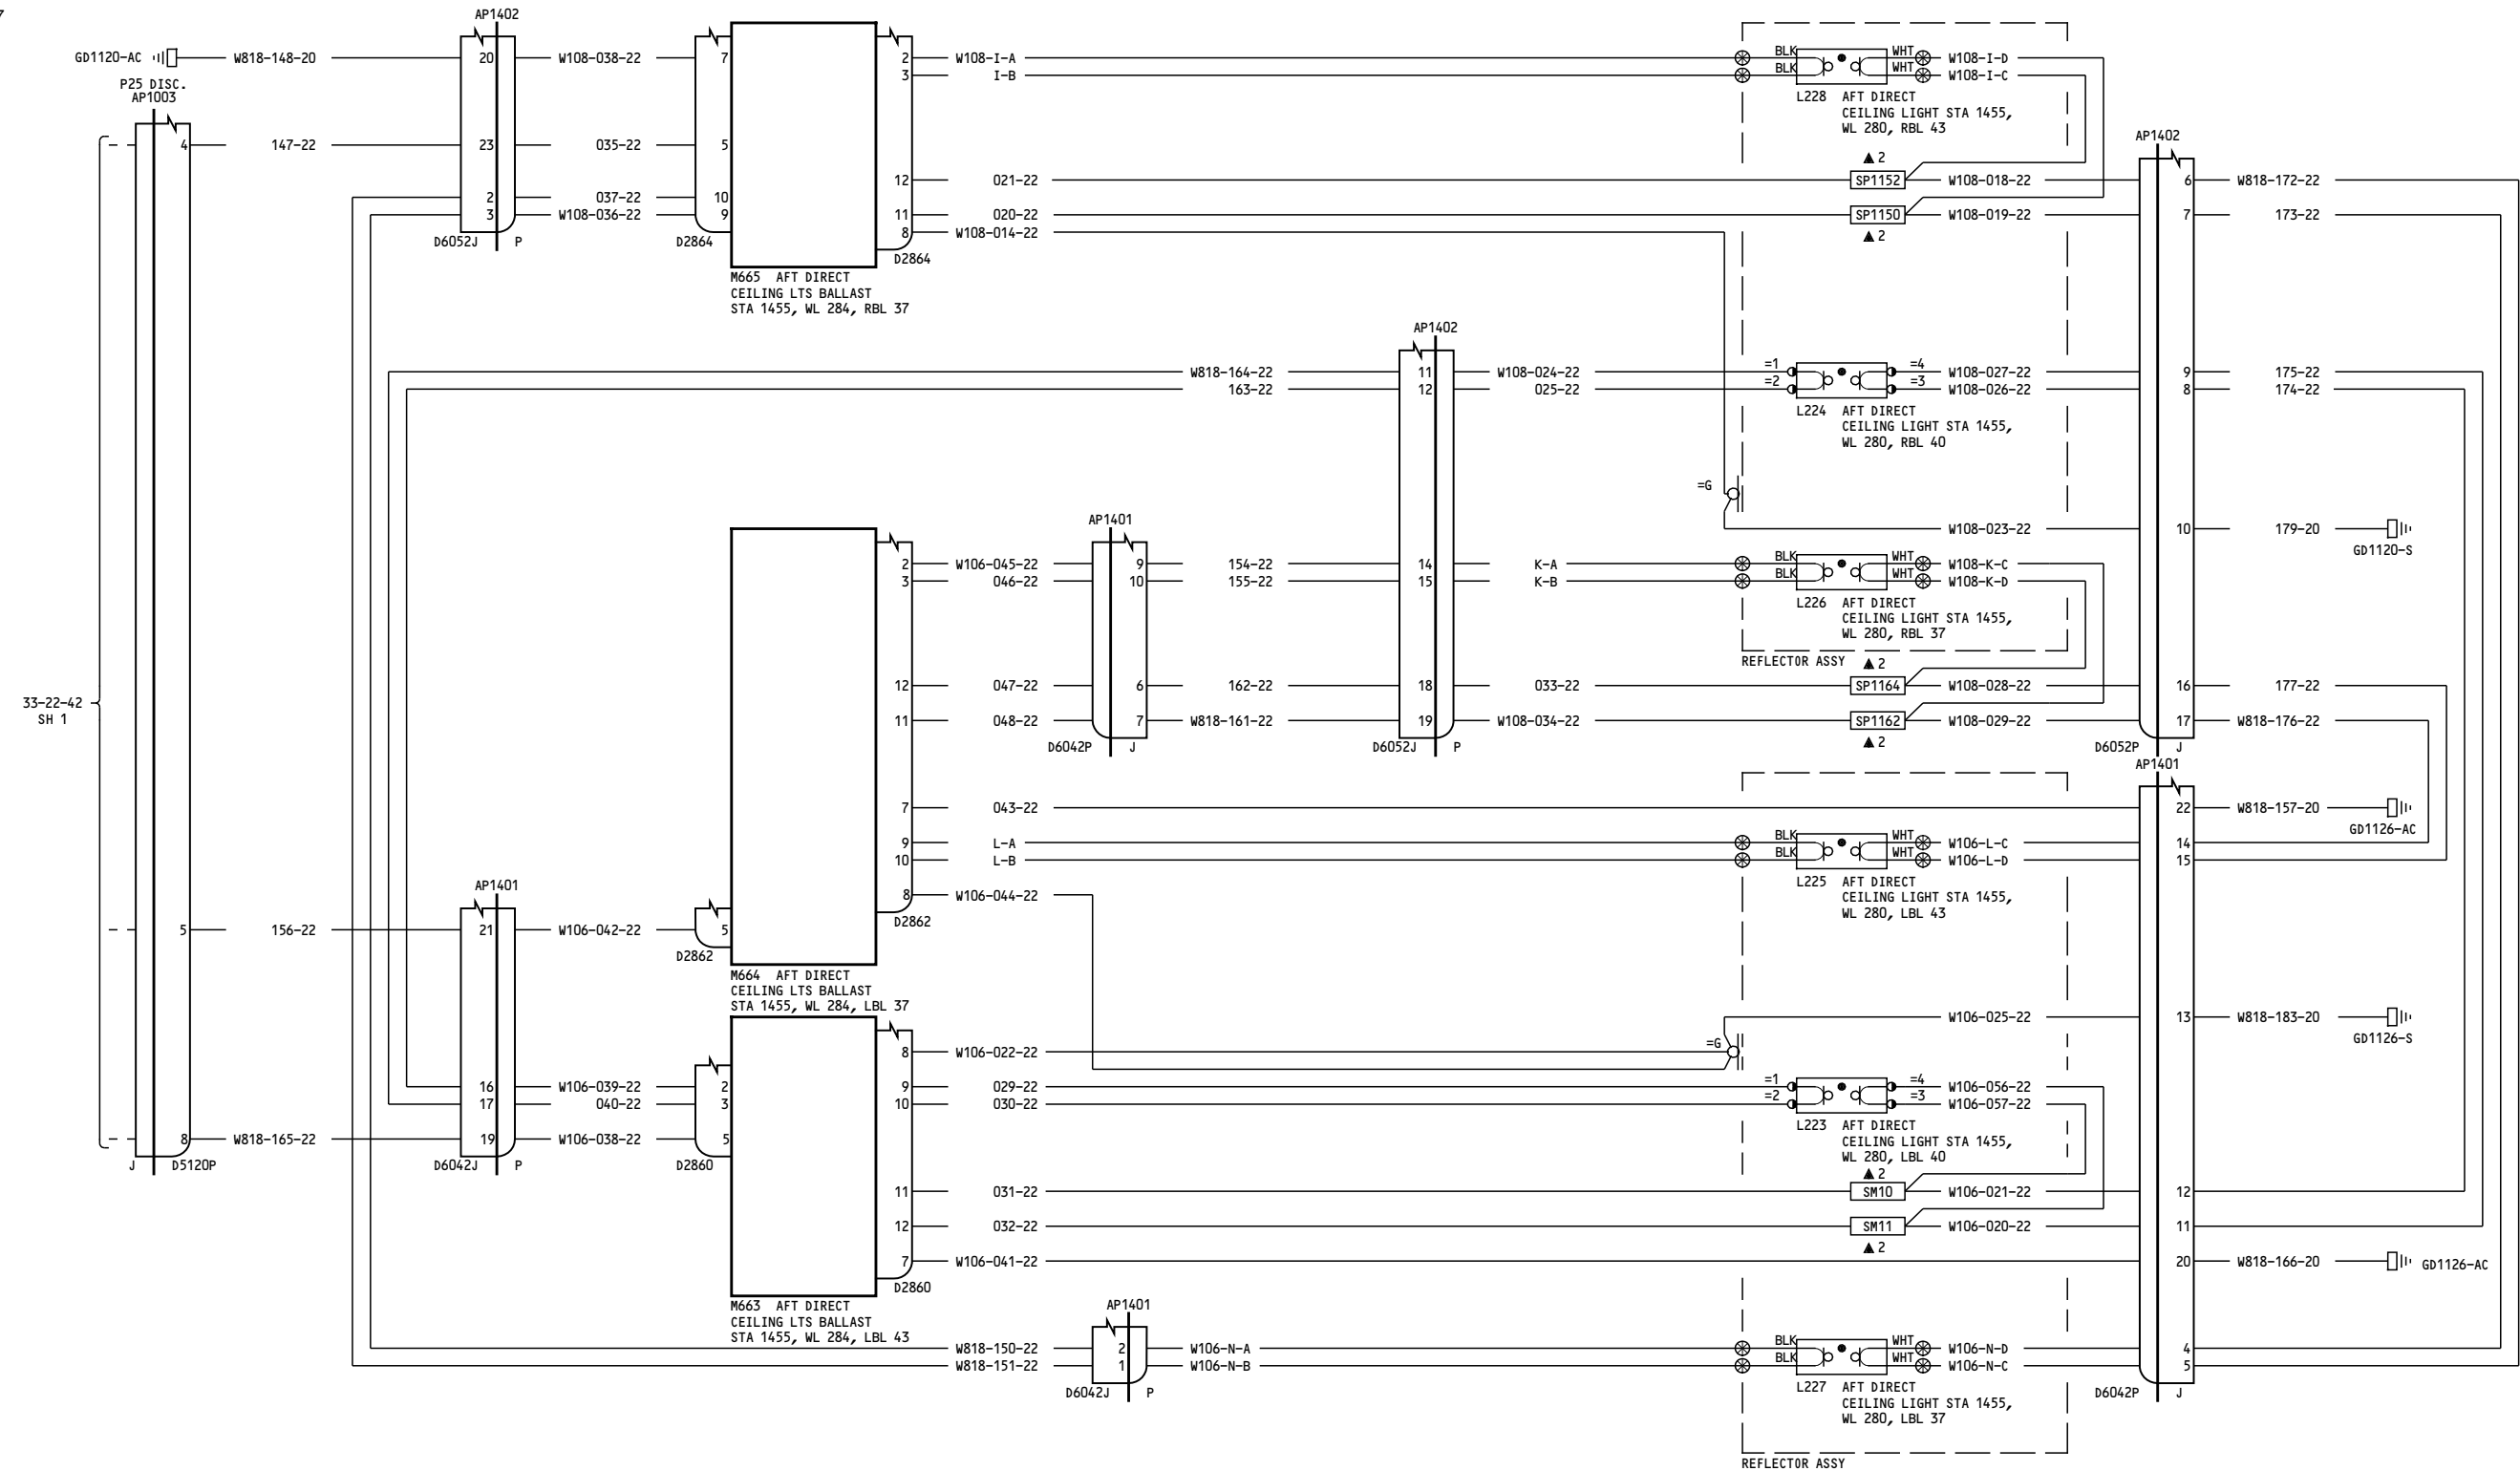 AP1402
GD1120-AC W818-148-20 20 W108-038-22 7 2 W108-I-A BLK WHT W108-I-D
3 I-B BLK WHT W108-I-C
P25 DISC.
AP1003
L228 AFT DIRECT
CEILING LIGHT STA 1455,
WL 280, RBL 43
AP1402
4 147-22 23 035-22 5
2
12 021-22 SP1152 W108-018-22 6 W818-172-22
2 037-22 10
3 W108-036-22 9 11 020-22 SP1150 W108-019-22 7 173-22
8 W108-014-22
2
D6052J P D2864 D2864
M665 AFT DIRECT
CEILING LTS BALLAST
STA 1455, WL 284, RBL 37
AP1402
W818-164-22 11 W108-024-22 =1 =4 W108-027-22 9 175-22
163-22 12 025-22 =2 =3 W108-026-22 8 174-22
L224 AFT DIRECT
CEILING LIGHT STA 1455,
WL 280, RBL 40
=G
AP1401
W108-023-22 10 179-20
GD1120-S
2 W106-045-22 9 154-22 14 K-A BLK WHT W108-K-C
3 046-22 10 155-22 15 K-B BLK WHT W108-K-D
L226 AFT DIRECT
CEILING LIGHT STA 1455,
WL 280, RBL 37
REFLECTOR ASSY 2
12 047-22 6 162-22 18 033-22 SP1164 W108-028-22 16 177-22
33-22-42
SH 1
11 048-22 7 W818-161-22 19 W108-034-22 SP1162 W108-029-22 17 W818-176-22
2
D6042P J D6052J P D6052P J
AP1401
7 043-22 22 W818-157-20
GD1126-AC
9 L-A BLK WHT W106-L-C 14
10 L-B BLK WHT W106-L-D 15
L225 AFT DIRECT
CEILING LIGHT STA 1455,
WL 280, LBL 43
AP1401
8 W106-044-22
D2862
5 156-22 21 W106-042-22 5
D2862
M664 AFT DIRECT
CEILING LTS BALLAST
STA 1455, WL 284, LBL 37
W106-025-22 13 W818-183-20
GD1126-S
8 W106-022-22 =G
16 W106-039-22 2 9 029-22 =1 =4 W106-056-22
17 040-22 3 10 030-22 =2 =3 W106-057-22
L223 AFT DIRECT
CEILING LIGHT STA 1455,
WL 280, LBL 40
8 W818-165-22 19 W106-038-22 5
J D5120P D6042J P D2860
2
11 031-22 SM10 W106-021-22 12
12 032-22 SM11 W106-020-22 11
2
7 W106-041-22 20 W818-166-20 GD1126-AC
D2860
M663 AFT DIRECT
CEILING LTS BALLAST
STA 1455, WL 284, LBL 43
AP1401
W818-150-22 2 W106-N-A BLK WHT W106-N-D 4
W818-151-22 1 W106-N-B BLK WHT W106-N-C 5
D6042J P D6042P J
L227 AFT DIRECT
CEILING LIGHT STA 1455,
WL 280, LBL 37
REFLECTOR ASSY